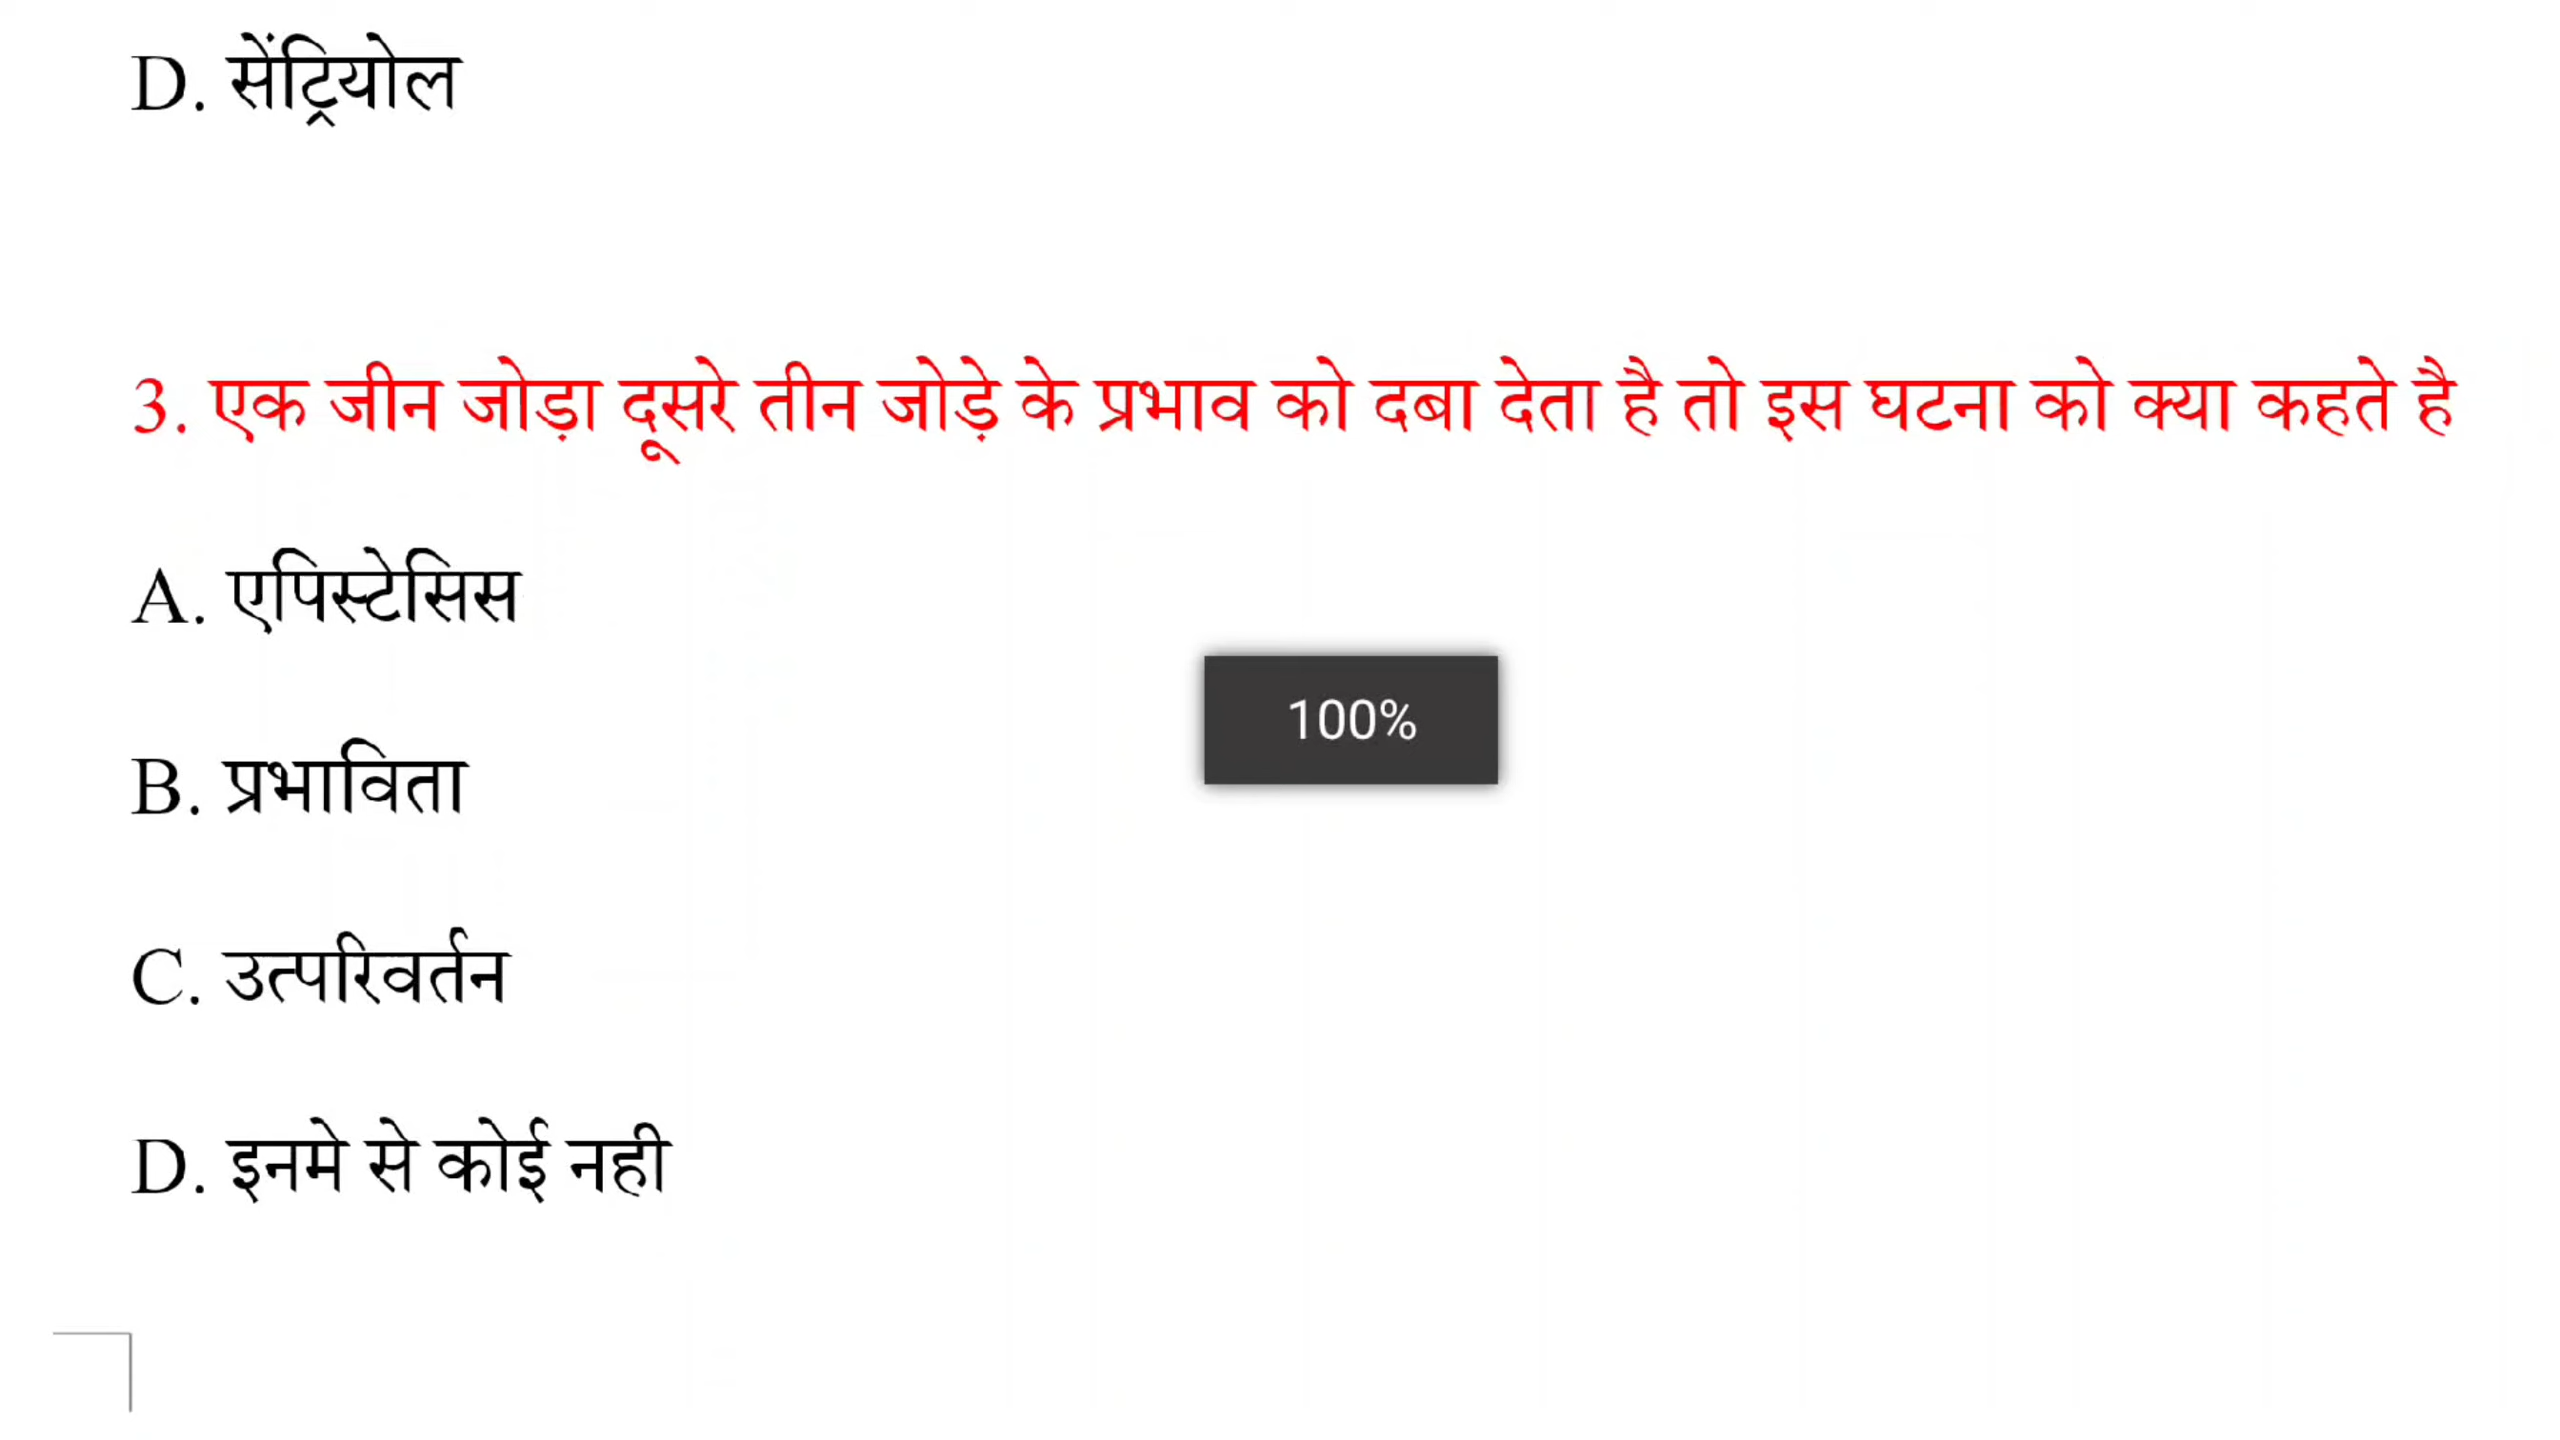 D. सेंट्रियोल
3. एक जीन जोड़ा दूसरे तीन जोड़े के प्रभाव को दबा देता है तो इस घटना को क्या कहते है
A. एपिस्टेसिस
100%
B. प्रभाविता
C. उत्परिवर्तन
D. इनमे से कोई नही